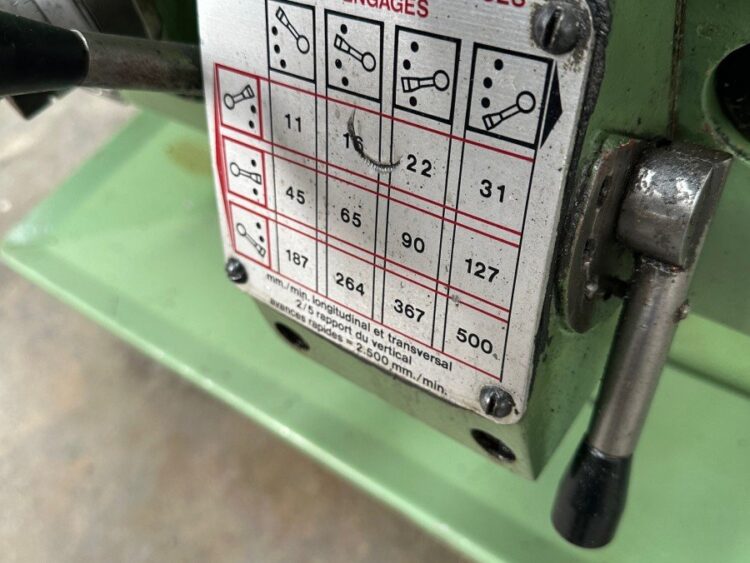 ENGAGES
11 16 22 31
45 65 90 127
187 264 367 500
mm./min. longitudinal et transversal
2/5 rapport du vertical
avances rapides = 2.500 mm./min.